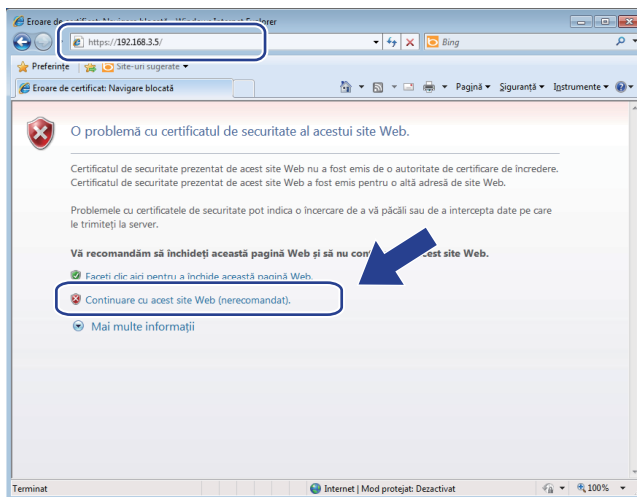 Eroare de certificat: Navigare blocată - Windows Internet Explorer
https://192.168.3.5/
Bing
Preferințe
Site-uri sugerate
Eroare de certificat: Navigare blocată
Pagină
Siguranță
Instrumente
O problemă cu certificatul de securitate al acestui site Web.
Certificatul de securitate prezentat de acest site Web nu a fost emis de o autoritate de certificare de încredere.
Certificatul de securitate prezentat de acest site Web a fost emis pentru o altă adresă de site Web.
Problemele cu certificatele de securitate pot indica o încercare de a vă păcăli sau de a intercepta date pe care
le trimiteți la server.
Vă recomandăm să închideți această pagină Web și să nu cest site Web.
Faceți clic aici pentru a închide această pagină Web.
Continuare cu acest site Web (nerecomandat).
Mai multe informații
Terminat
Internet | Mod protejat: Dezactivat
100%